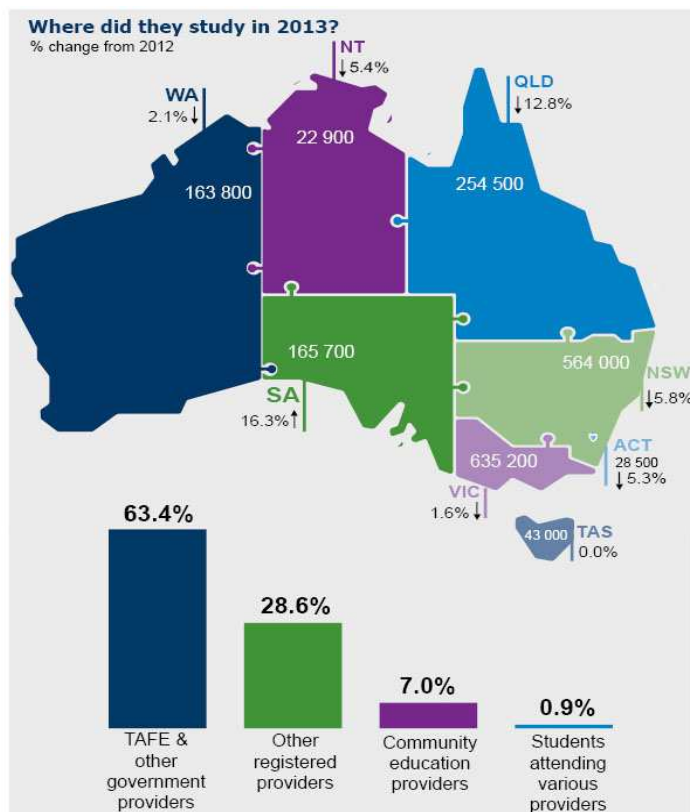 Where did they study in 2013?
% change from 2012
NT
↓5.4%
WA
2.1%↓
QLD
↓12.8%
22 900
163 800
254 500
165 700
564 000
SA
16.3%↑
NSW
↓5.8%
ACT
28 500
↓5.3%
635 200
VIC
1.6%↓
43 000
TAS
0.0%
63.4%
28.6%
7.0%
0.9%
TAFE &
other
government
providers
Other
registered
providers
Community
education
providers
Students
attending
various
providers